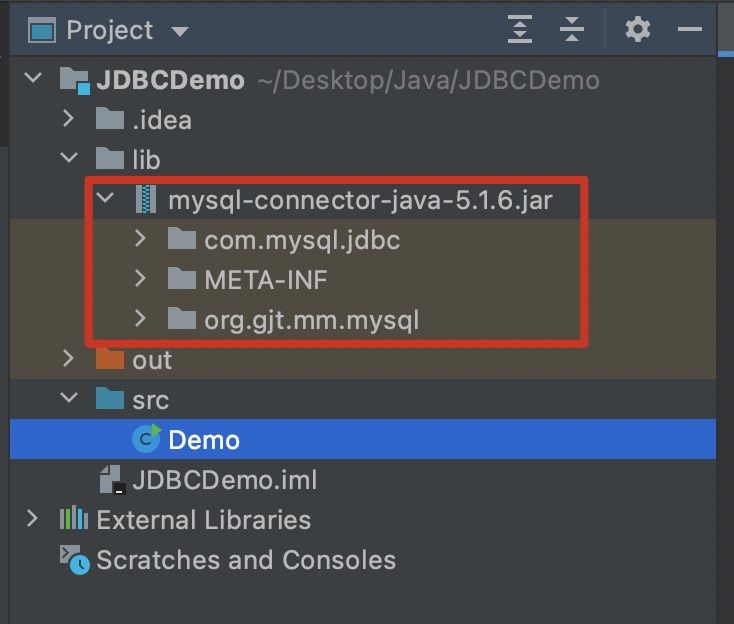 Project
JDBCDemo ~/Desktop/Java/JDBCDemo
.idea
lib
mysql-connector-java-5.1.6.jar
com.mysql.jdbc
META-INF
org.gjt.mm.mysql
out
src
C Demo
JDBCDemo.iml
External Libraries
Scratches and Consoles